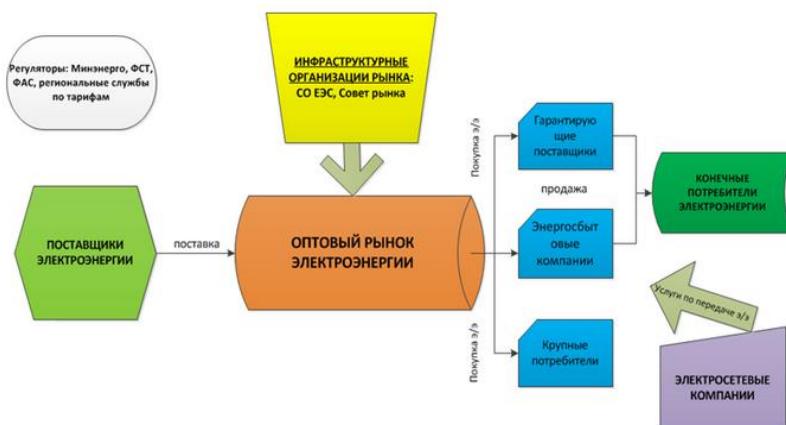 Регуляторы: Минэнерго, ФСТ,
ФАС, региональные службы
по тарифам
ИНФРАСТРУКТУРНЫЕ
ОРГАНИЗАЦИИ РЫНКА:
СО ЕЭС, Совет рынка
ПОСТАВЩИКИ
ЭЛЕКТРОЭНЕРГИИ
поставка
ОПТОВЫЙ РЫНОК
ЭЛЕКТРОЭНЕРГИИ
Покупка э/э
Гарантирую
щие
поставщики
продажа
Энергосбыт
овые
компании
Покупка э/э
Крупные
потребители
КОНЕЧНЫЕ
ПОТРЕБИТЕЛИ
ЭЛЕКТРОЭНЕРГИИ
Услуги по передаче э/э
ЭЛЕКТРОСЕТЕВЫЕ
КОМПАНИИ